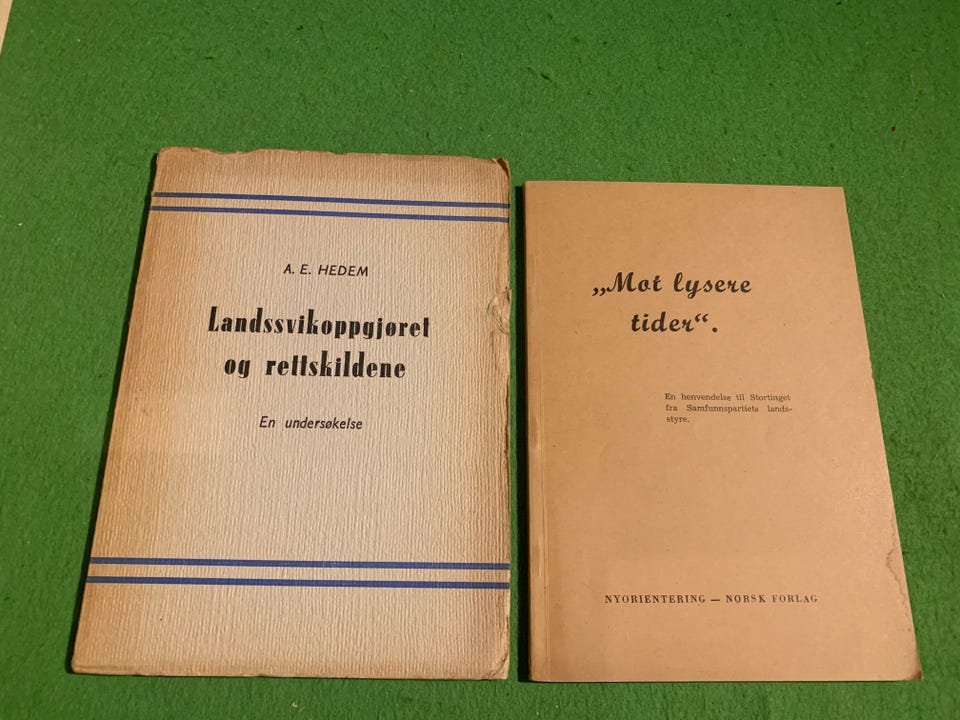 A. E. HEDEM
Landssvikoppgjøret
og rettskildene
En undersøkelse
„Mot lysere
tider“.
En henvendelse til Stortinget
fra Samfunnspartiets lands-
styre.
NYORIENTERING — NORSK FORLAG